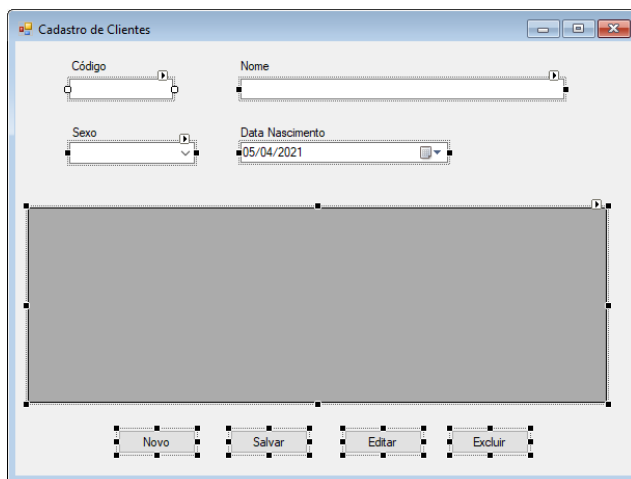 Cadastro de Clientes
Código Nome
Sexo Data Nascimento
05/04/2021
Novo Salvar Editar Excluir